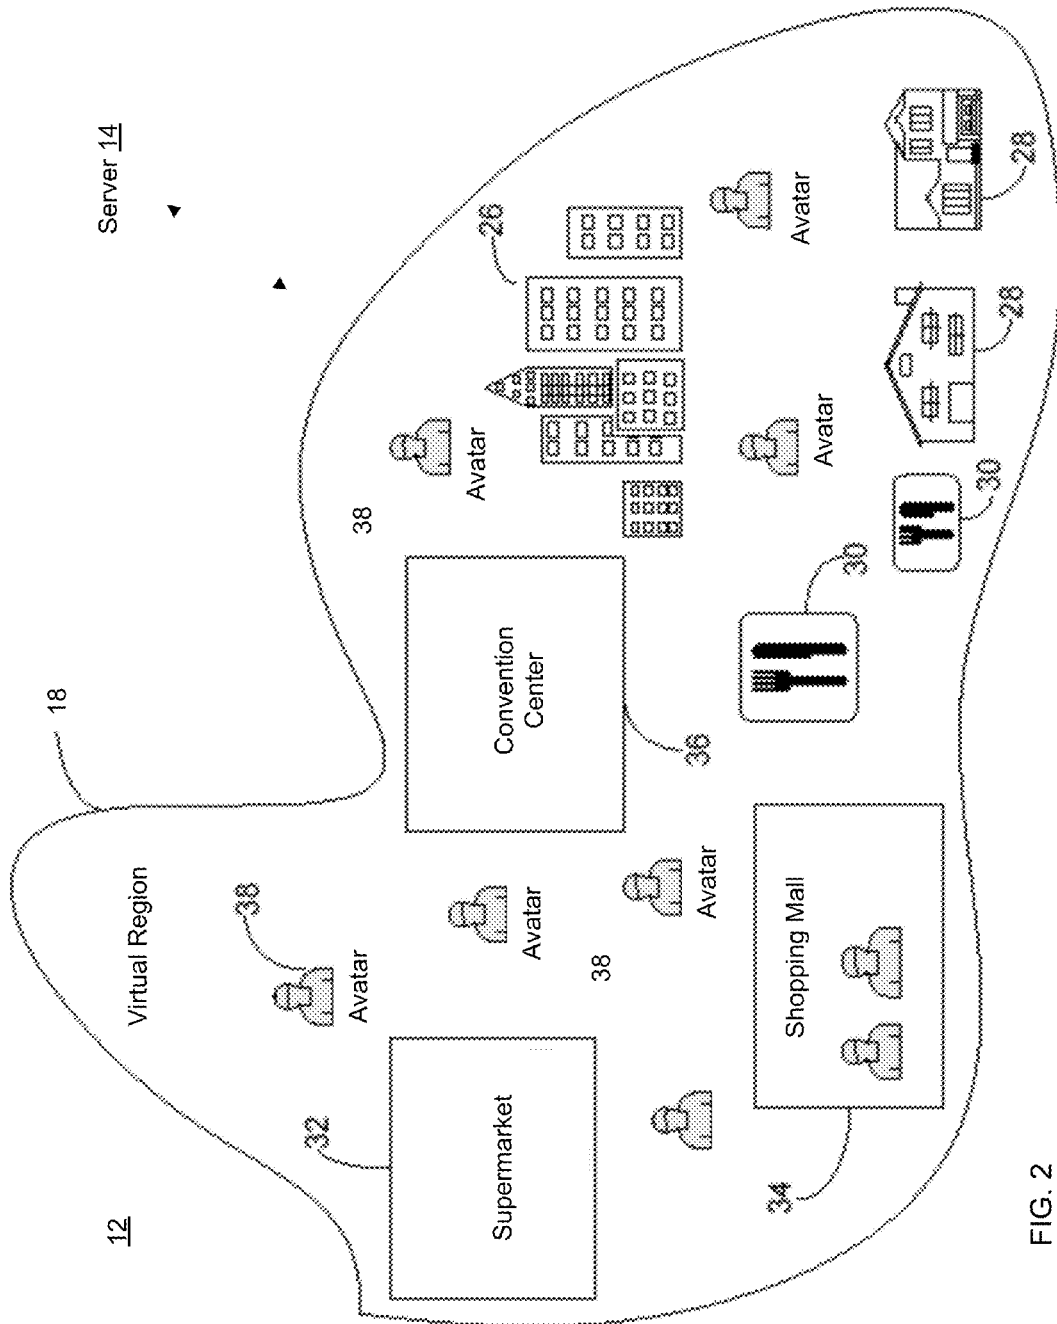 18
12
Server 14
Virtual Region
38
32
Avatar
38
Avatar
26
Supermarket
Convention
Center
Avatar
38
Avatar
36
34
Shopping Mall
Avatar
Avatar
30
30
28
28
FIG. 2